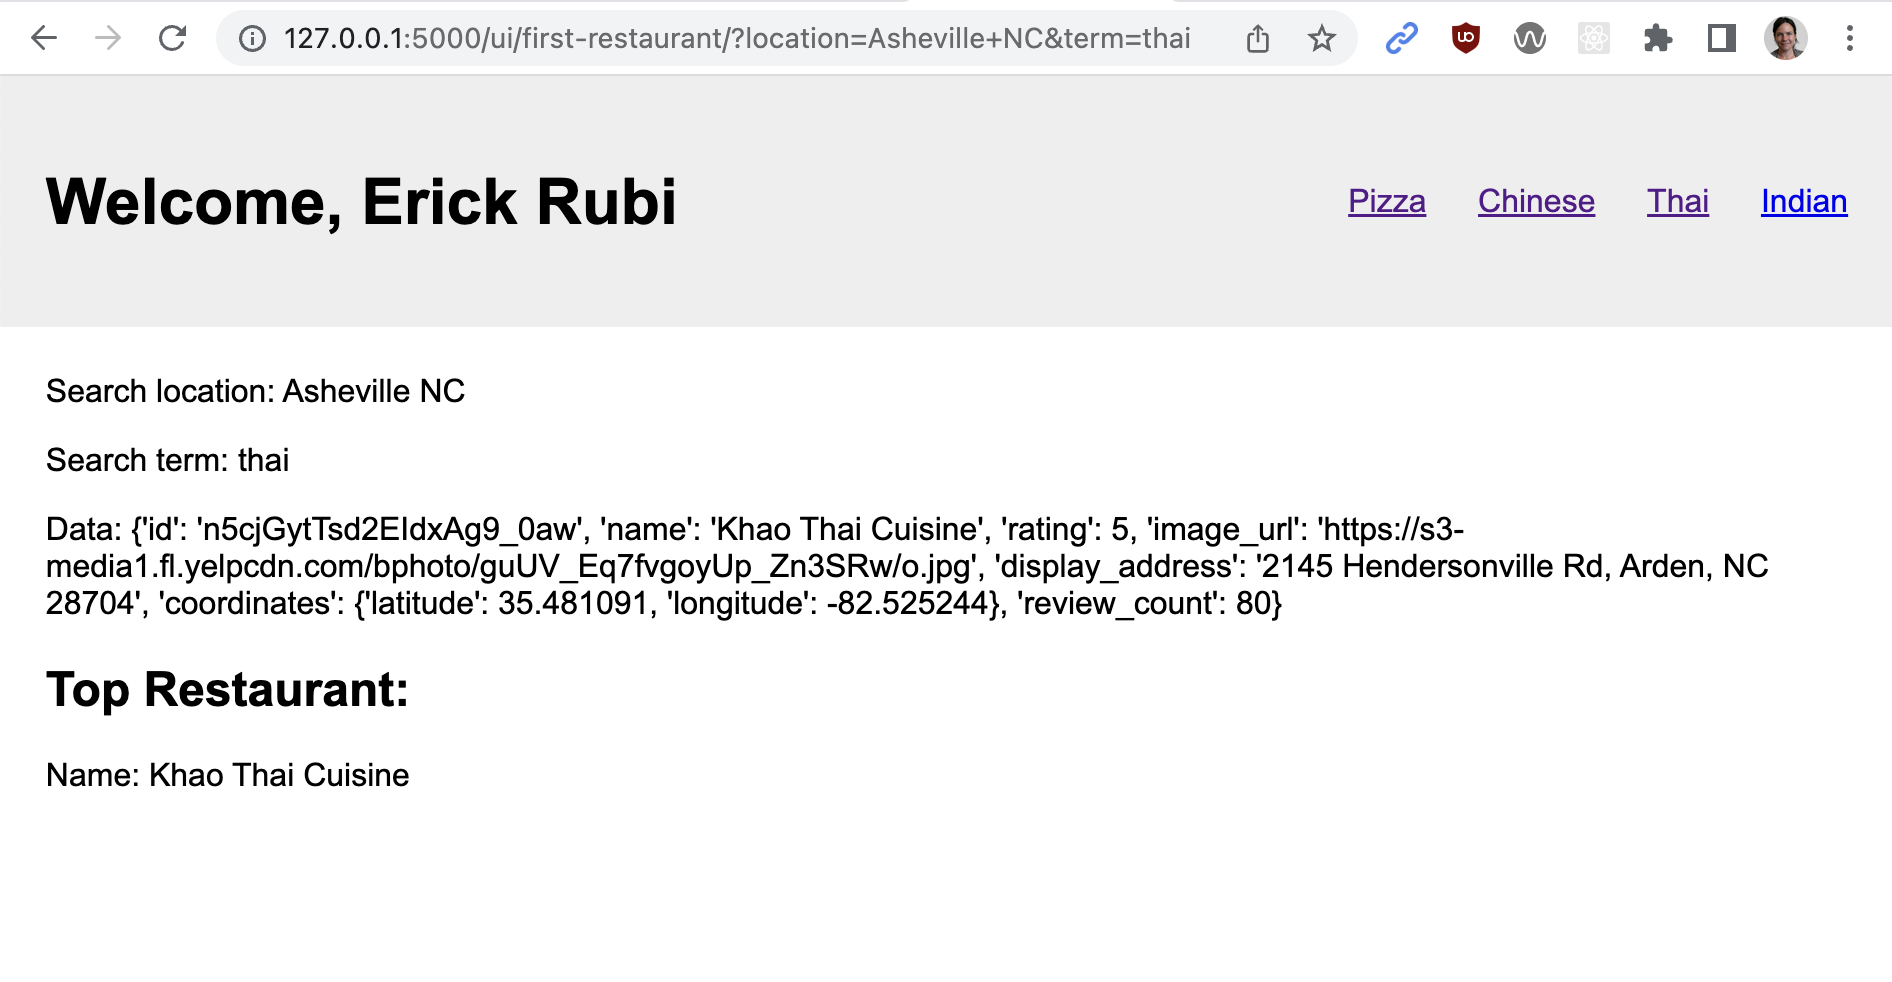 127.0.0.1:5000/ui/first-restaurant/?location=Asheville+NC&term=thai
Welcome, Erick Rubi
Pizza Chinese Thai Indian
Search location: Asheville NC
Search term: thai
Data: {'id': 'n5cjGytTsd2EIdxAg9_0aw', 'name': 'Khao Thai Cuisine', 'rating': 5, 'image_url': 'https://s3-
media1.fl.yelpcdn.com/bphoto/guUV_Eq7fvgoyUp_Zn3SRw/o.jpg', 'display_address': '2145 Hendersonville Rd, Arden, NC
28704', 'coordinates': {'latitude': 35.481091, 'longitude': -82.525244}, 'review_count': 80}
Top Restaurant:
Name: Khao Thai Cuisine